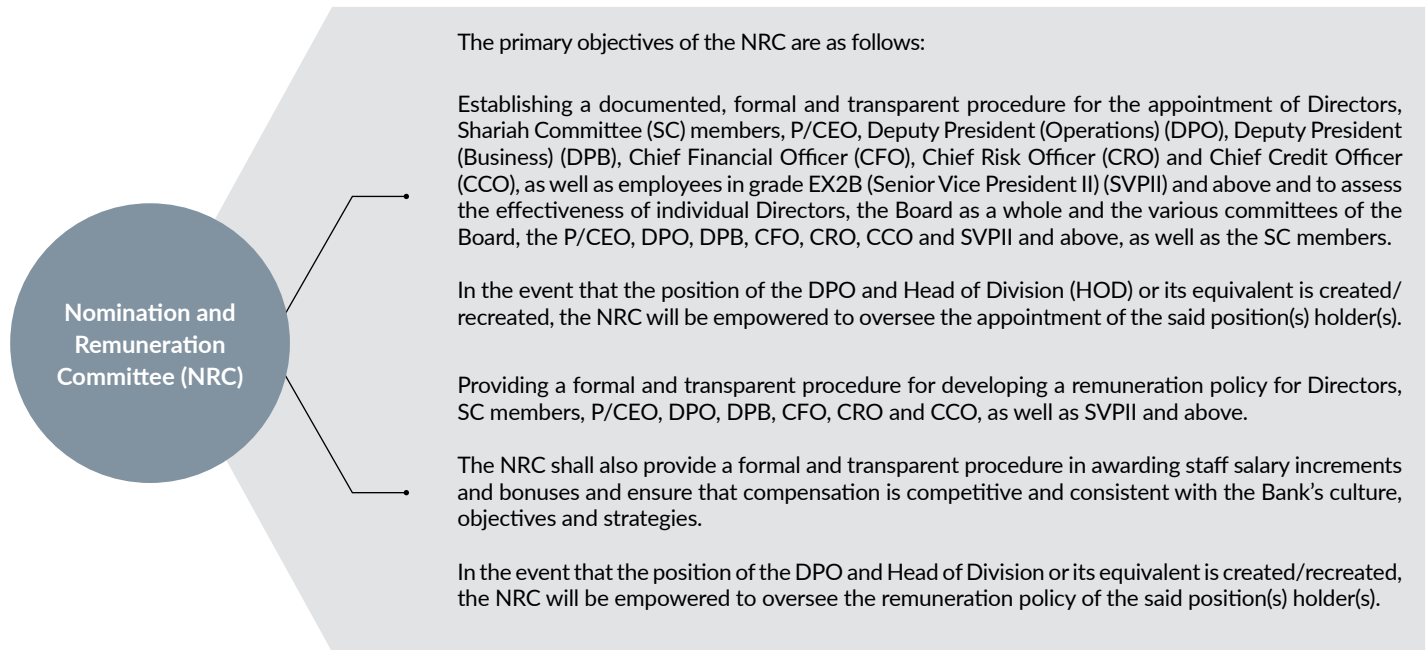 Nomination and
Remuneration
Committee (NRC)
The primary objectives of the NRC are as follows:
Establishing a documented, formal and transparent procedure for the appointment of Directors,
Shariah Committee (SC) members, P/CEO, Deputy President (Operations) (DPO), Deputy President
(Business) (DPB), Chief Financial Officer (CFO), Chief Risk Officer (CRO) and Chief Credit Officer
(CCO), as well as employees in grade EX2B (Senior Vice President II) (SVPII) and above and to assess
the effectiveness of individual Directors, the Board as a whole and the various committees of the
Board, the P/CEO, DPO, DPB, CFO, CRO, CCO and SVPII and above, as well as the SC members.
In the event that the position of the DPO and Head of Division (HOD) or its equivalent is created/
recreated, the NRC will be empowered to oversee the appointment of the said position(s) holder(s).
Providing a formal and transparent procedure for developing a remuneration policy for Directors,
SC members, P/CEO, DPO, DPB, CFO, CRO and CCO, as well as SVPII and above.
The NRC shall also provide a formal and transparent procedure in awarding staff salary increments
and bonuses and ensure that compensation is competitive and consistent with the Bank's culture,
objectives and strategies.
In the event that the position of the DPO and Head of Division or its equivalent is created/recreated,
the NRC will be empowered to oversee the remuneration policy of the said position(s) holder(s).